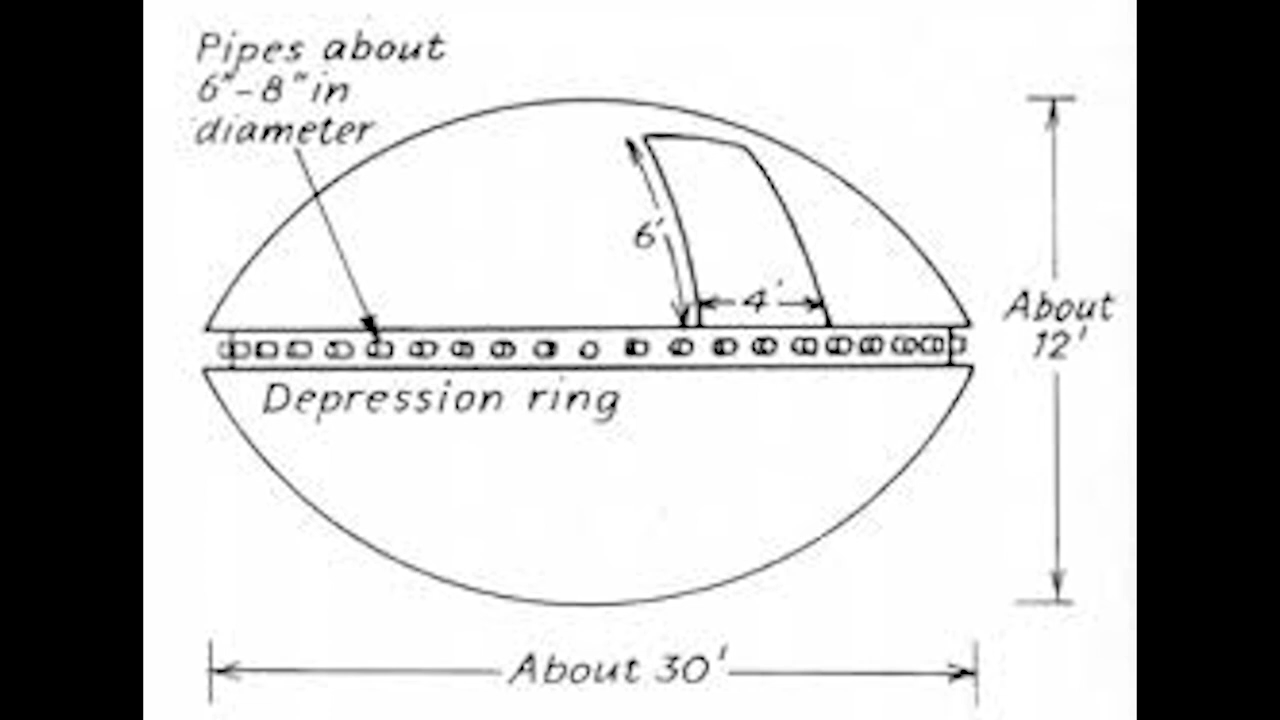 Pipes about
6"-8" in
diameter
6'
4'
About
12'
Depression ring
About 30'